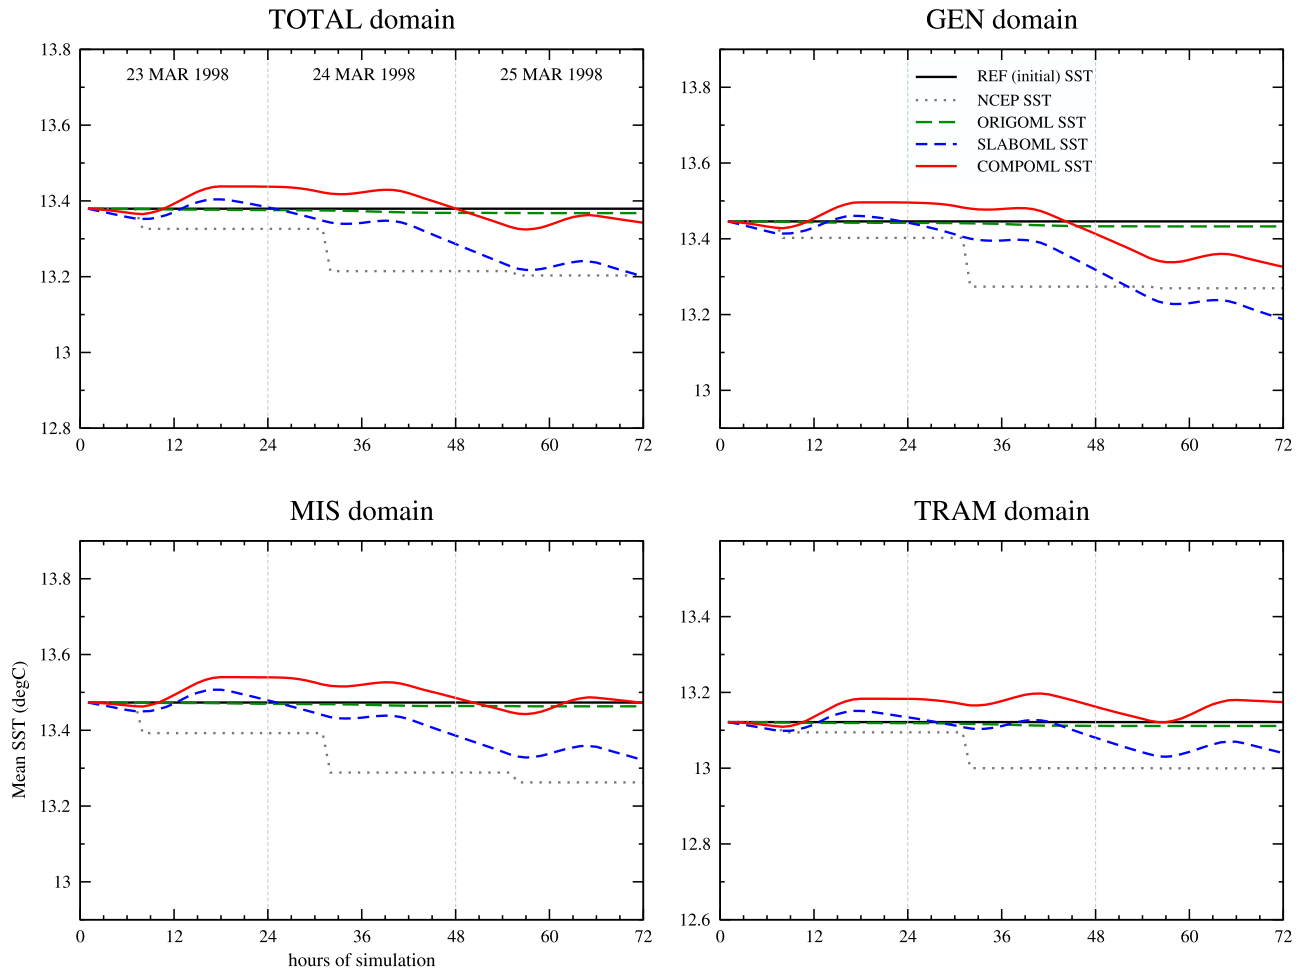 TOTAL domain
13.8
13.6
13.4
13.2
13
12.8
23 MAR 1998
24 MAR 1998
25 MAR 1998
0 12 24 36 48 60 72
GEN domain
13.8
13.6
13.4
13.2
13
REF (initial) SST
NCEP SST
ORIGOML SST
SLABOML SST
COMPOML SST
0 12 24 36 48 60 72
MIS domain
Mean SST (degC)
13.8
13.6
13.4
13.2
13
0 12 24 36 48 60 72
hours of simulation
TRAM domain
13.4
13.2
13
12.8
12.6
0 12 24 36 48 60 72